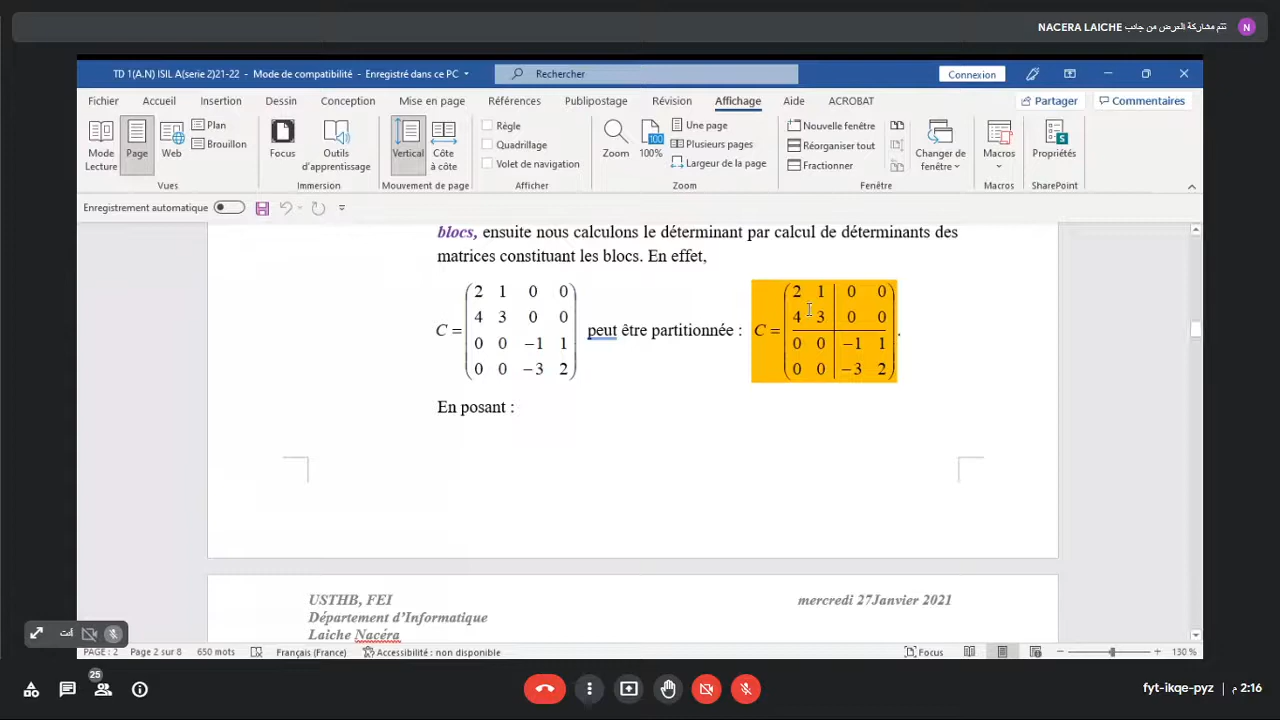 تتم مشاركة العرض من جانب NACERA LAICHE N
TD 1(A.N) ISIL A(serie 2)21-22 - Mode de compatibilité - Enregistré dans ce PC
Rechercher
Connexion
Fichier Accueil Insertion Dessin Conception Mise en page Références Publipostage Révision Affichage Aide ACROBAT Partager Commentaires
Mode Lecture
Page
Web
Plan
Brouillon
Vues
Focus
Outils d'apprentissage
Immersion
Vertical
Côte à côte
Mouvement de page
Règle
Quadrillage
Volet de navigation
Afficher
Zoom
100
100%
Une page
Plusieurs pages
Largeur de la page
Zoom
Nouvelle fenêtre
Réorganiser tout
Fractionner
Changer de fenêtre
Fenêtre
Macros
Macros
S
Propriétés
SharePoint
Enregistrement automatique
blocs, ensuite nous calculons le déterminant par calcul de déterminants des
matrices constituant les blocs. En effet,
2 1 0 0
4 3 0 0
C =
0 0 −1 1
0 0 −3 2
peut être partitionnée :
2 1 0 0
4 3 0 0
C =
0 0 −1 1
0 0 −3 2
.
En posant :
USTHB, FEI mercredi 27Janvier 2021
Département d'Informatique
Laiche Nacéra
أنت
PAGE : 2 Page 2 sur 8 650 mots Français (France) Accessibilité : non disponible Focus 130 %
25
fyt-ikqe-pyz | 2:16 م